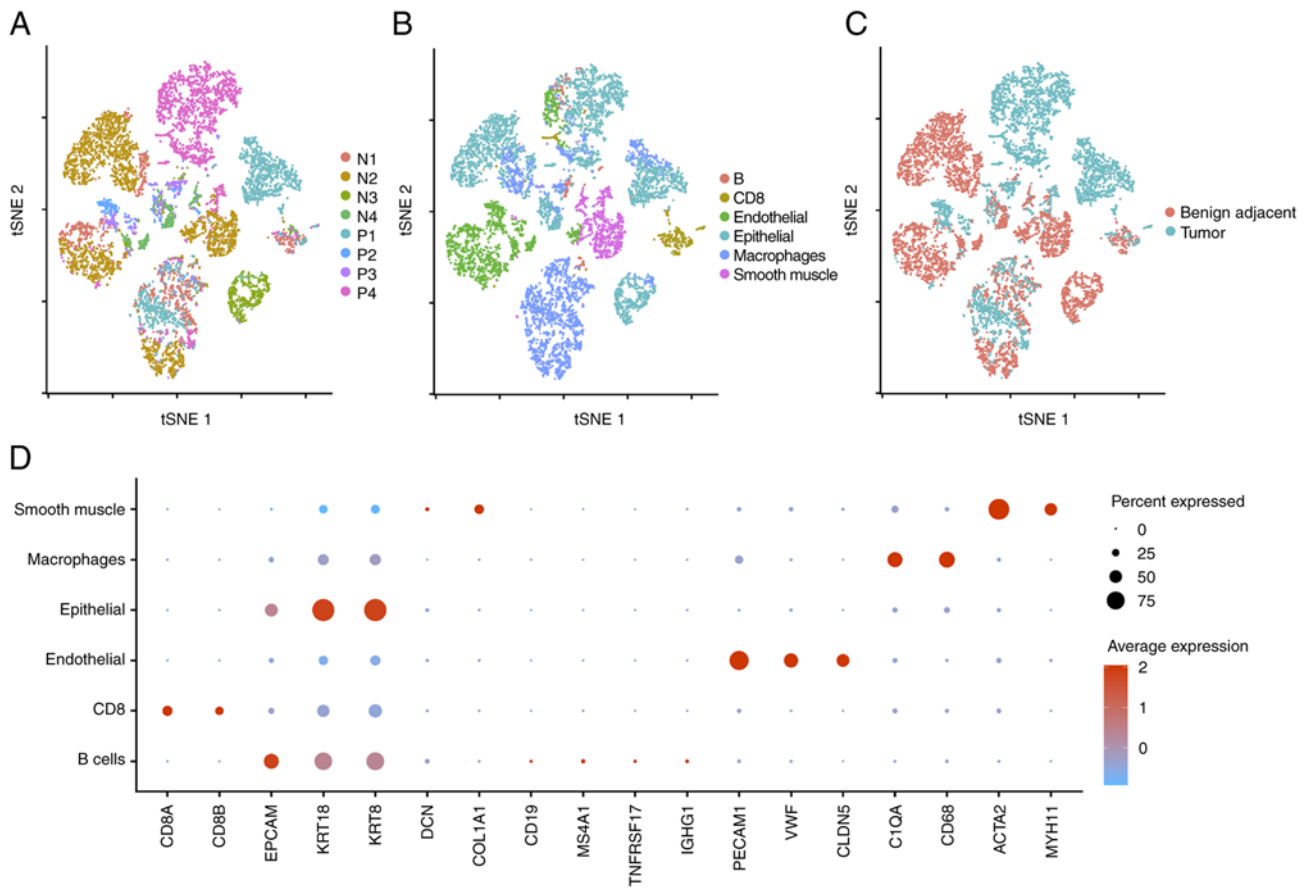 A
B
C
tSNE 2
tSNE 1
N1
N2
N3
N4
P1
P2
P3
P4
tSNE 2
tSNE 1
B
CD8
Endothelial
Epithelial
Macrophages
Smooth muscle
tSNE 2
tSNE 1
Benign adjacent
Tumor
D
Smooth muscle
Macrophages
Epithelial
Endothelial
CD8
B cells
CD8A
CD8B
EPCAM
KRT18
KRT8
DCN
COL1A1
CD19
MS4A1
TNFRSF17
IGHG1
PECAM1
VWF
CLDN5
C1QA
CD68
ACTA2
MYH11
Percent expressed
0
25
50
75
Average expression
2
1
0